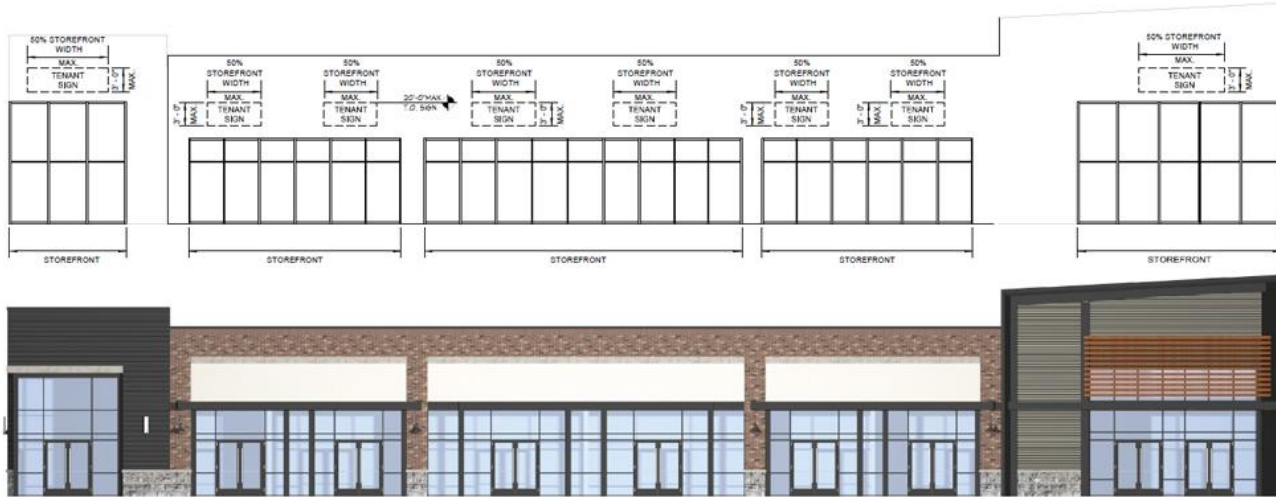 50% STOREFRONT
WIDTH
MAX.
TENANT
SIGN
3'-0"
MAX.
50%
STOREFRONT
WIDTH
MAX.
3'-0"
MAX.
TENANT
SIGN
50%
STOREFRONT
WIDTH
MAX.
TENANT
SIGN
20'-0"MAX
T.O. SIGN
50%
STOREFRONT
WIDTH
MAX.
TENANT
SIGN
3'-0"
MAX.
50%
STOREFRONT
WIDTH
MAX.
TENANT
SIGN
50%
STOREFRONT
WIDTH
MAX.
3'-0"
MAX.
TENANT
SIGN
50%
STOREFRONT
WIDTH
MAX.
3'-0"
MAX.
TENANT
SIGN
50% STOREFRONT
WIDTH
MAX.
TENANT
SIGN
3'-0"
MAX.
STOREFRONT
STOREFRONT
STOREFRONT
STOREFRONT
STOREFRONT